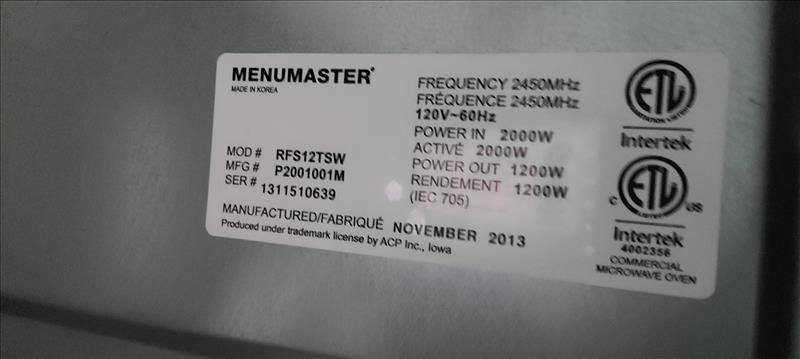 MENUMASTER®
MADE IN KOREA
MOD # RFS12TSW
MFG # P2001001M
SER # 1311510639
MANUFACTURED/FABRIQUÉ NOVEMBER 2013
Produced under trademark license by ACP Inc., Iowa
FREQUENCY 2450MHz
FRÉQUENCE 2450MHz
120V~60Hz
POWER IN 2000W
ACTIVÉ 2000W
POWER OUT 1200W
RENDEMENT 1200W
(IEC 705)
ETL
Intertek
C ETL US
LISTED
Intertek
4002356
COMMERCIAL
MICROWAVE OVEN